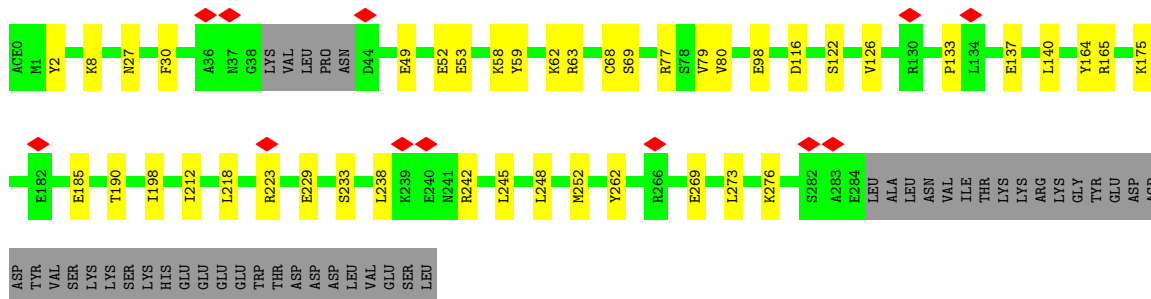 ACE0 M1 Y2 K8 N27 F30 A36 N37 G38 LYS VAL LEU PRO ASN D44 E49 E52 E53 K58 Y59 K62 R63 C68 S69 R77 S78 V79 V80 E98 D116 S122 V126 R130 P133 L134 E137 L140 Y164 R165 K175
E182 E185 T190 I198 I212 L218 R223 E229 S233 L238 K239 E240 N241 R242 L245 L248 M252 Y262 R266 E269 L273 K276 S282 A283 E284 LEU ALA LEU ASN VAL ILE THR LYS LYS ARG LYS GLY TYR GLU ASP ASP
ASP TYR VAL SER LYS LYS SER LYS HIS GLU GLU GLU GLU TRP THR ASP ASP ASP LEU VAL GLU SER LEU